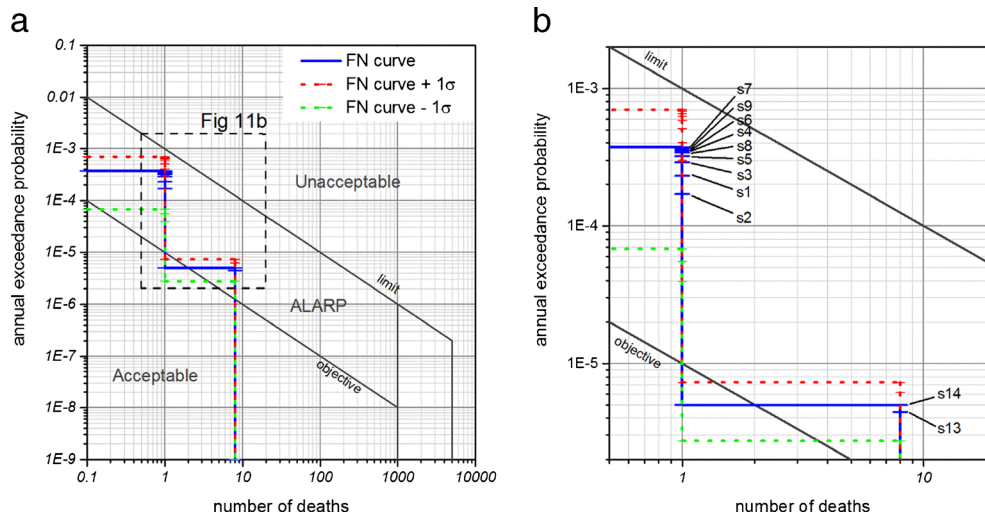 a
0.1
0.01
1E-3
1E-4
1E-5
1E-6
1E-7
1E-8
1E-9
0.1
1
10
100
1000
10000
annual exceedance probability
number of deaths
FN curve
FN curve + 1σ
FN curve - 1σ
Fig 11b
Unacceptable
limit
ALARP
objective
Acceptable
b
1E-3
1E-4
1E-5
1
10
annual exceedance probability
number of deaths
limit
s7
s9
s6
s4
s8
s5
s3
s1
s2
objective
s14
s13